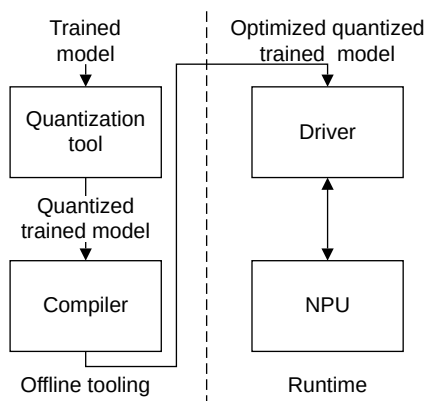 Trained
model
Quantization
tool
Quantized
trained model
Compiler
Offline tooling
Optimized quantized
trained model
Driver
NPU
Runtime